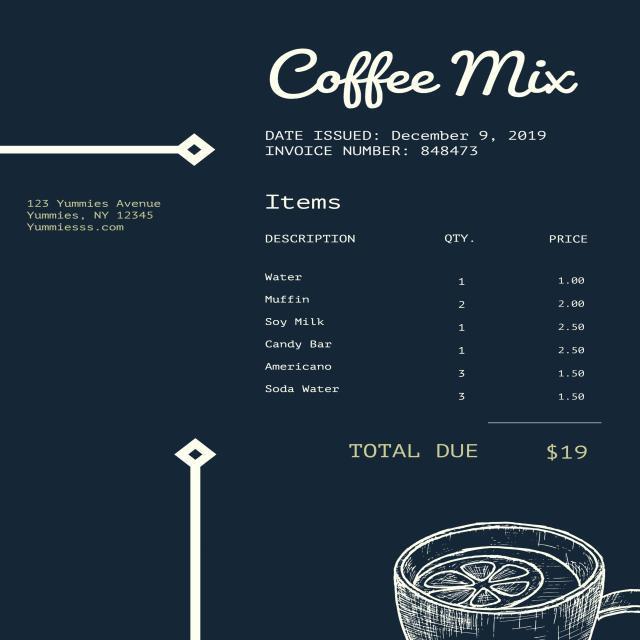 Coffee Mix
DATE ISSUED: December 9, 2019
INVOICE NUMBER: 848473
123 Yummies Avenue
Yummies, NY 12345
Yummiesss.com
Items
DESCRIPTION QTY. PRICE
Water 1 1.00
Muffin 2 2.00
Soy Milk 1 2.50
Candy Bar 1 2.50
Americano 3 1.50
Soda Water 3 1.50
TOTAL DUE $19